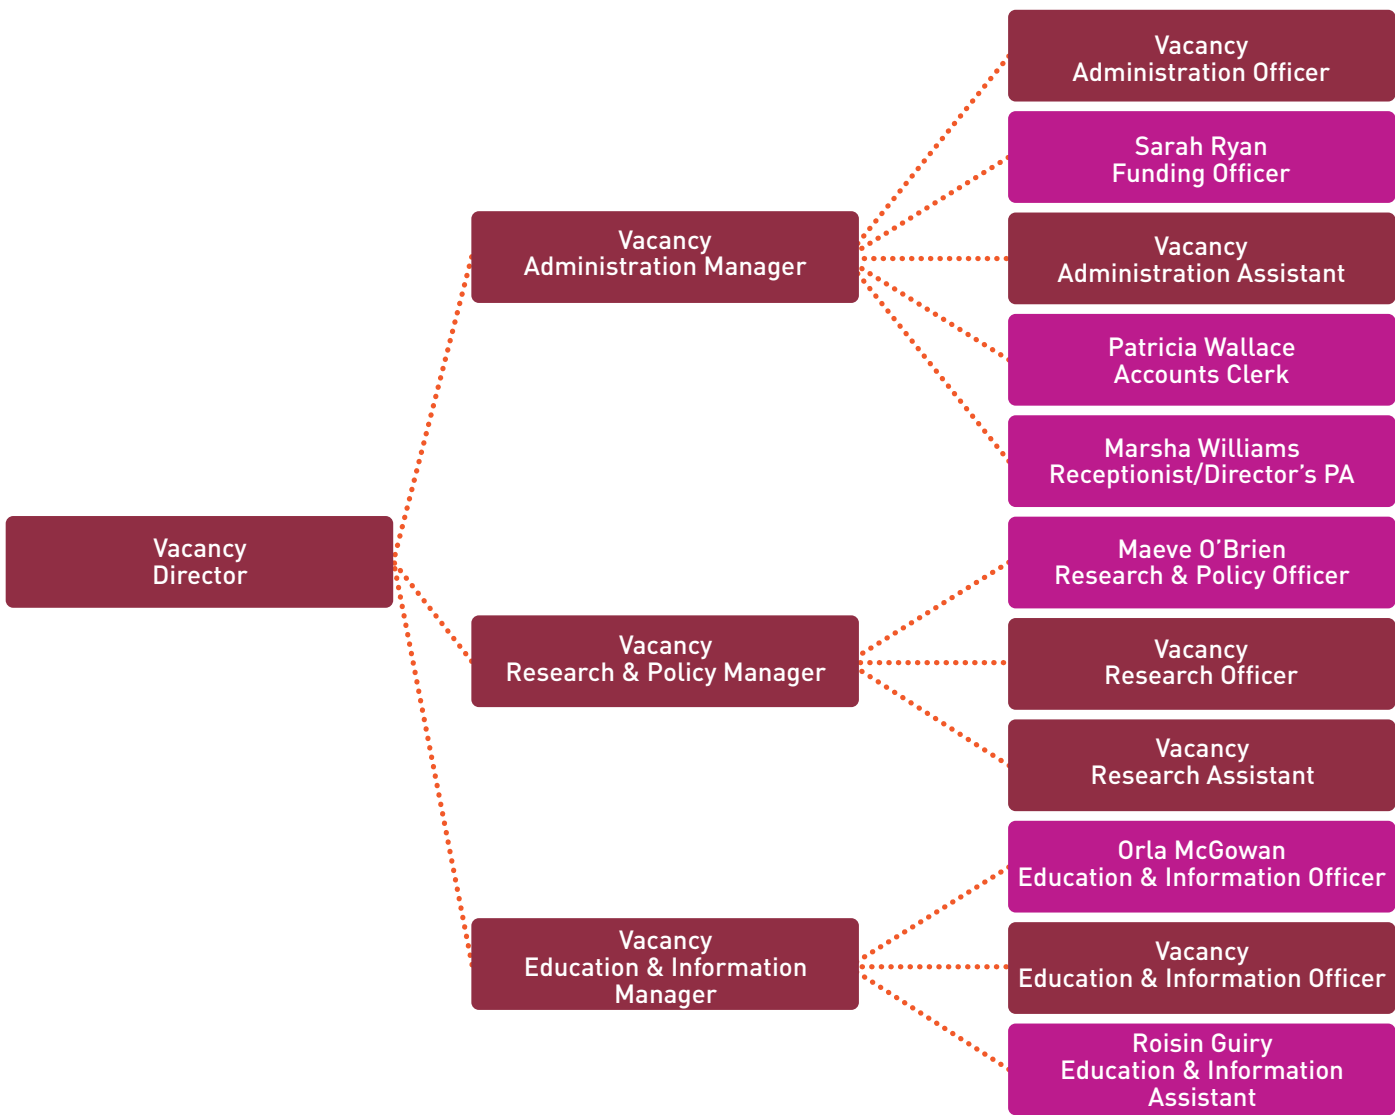 Vacancy
Director
Vacancy
Administration Manager
Vacancy
Research & Policy Manager
Vacancy
Education & Information
Manager
Vacancy
Administration Officer
Sarah Ryan
Funding Officer
Vacancy
Administration Assistant
Patricia Wallace
Accounts Clerk
Marsha Williams
Receptionist/Director’s PA
Maeve O’Brien
Research & Policy Officer
Vacancy
Research Officer
Vacancy
Research Assistant
Orla McGowan
Education & Information Officer
Vacancy
Education & Information Officer
Roisin Guiry
Education & Information
Assistant